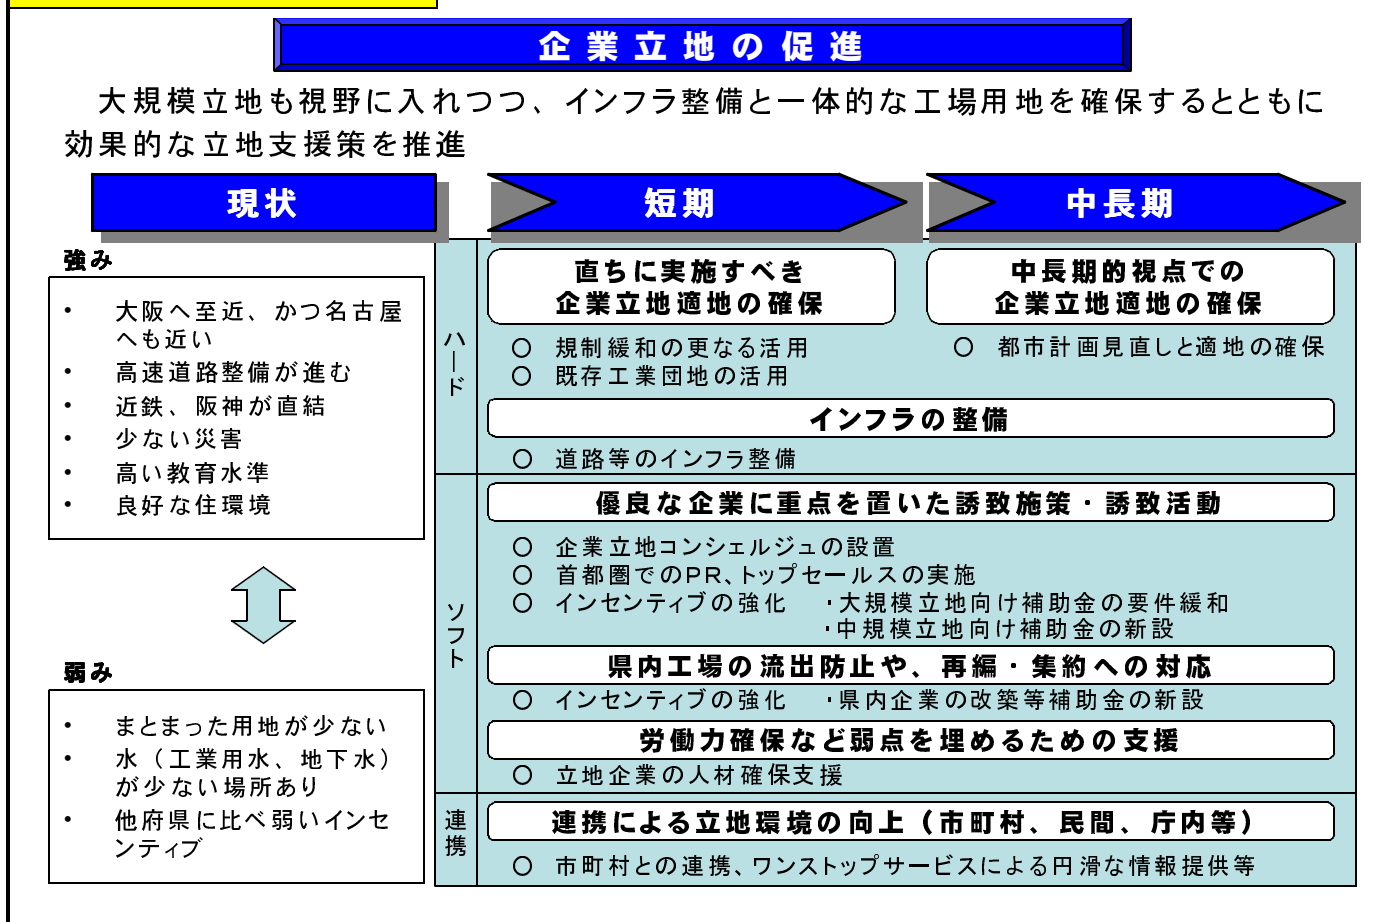 企業立地の促進
大規模立地も視野に入れつつ、インフラ整備と一体的な工場用地を確保するとともに
効果的な立地支援策を推進
現状
短期
中長期
強み
・ 大阪へ至近、かつ名古屋
へも近い
・ 高速道路整備が進む
・ 近鉄、阪神が直結
・ 少ない災害
・ 高い教育水準
・ 良好な住環境
弱み
・ まとまった用地が少ない
・ 水（工業用水、地下水）
が少ない場所あり
・ 他府県に比べ弱いインセ
ンティブ
ハード
直ちに実施すべき
企業立地適地の確保
○ 規制緩和の更なる活用
○ 既存工業団地の活用
中長期的視点での
企業立地適地の確保
○ 都市計画見直しと適地の確保
インフラの整備
○ 道路等のインフラ整備
ソフト
優良な企業に重点を置いた誘致施策・誘致活動
○ 企業立地コンシェルジュの設置
○ 首都圏でのPR、トップセールスの実施
○ インセンティブの強化 ・大規模立地向け補助金の要件緩和
・中規模立地向け補助金の新設
県内工場の流出防止や、再編・集約への対応
○ インセンティブの強化 ・県内企業の改築等補助金の新設
労働力確保など弱点を埋めるための支援
○ 立地企業の人材確保支援
連携
連携による立地環境の向上（市町村、民間、庁内等）
○ 市町村との連携、ワンストップサービスによる円滑な情報提供等